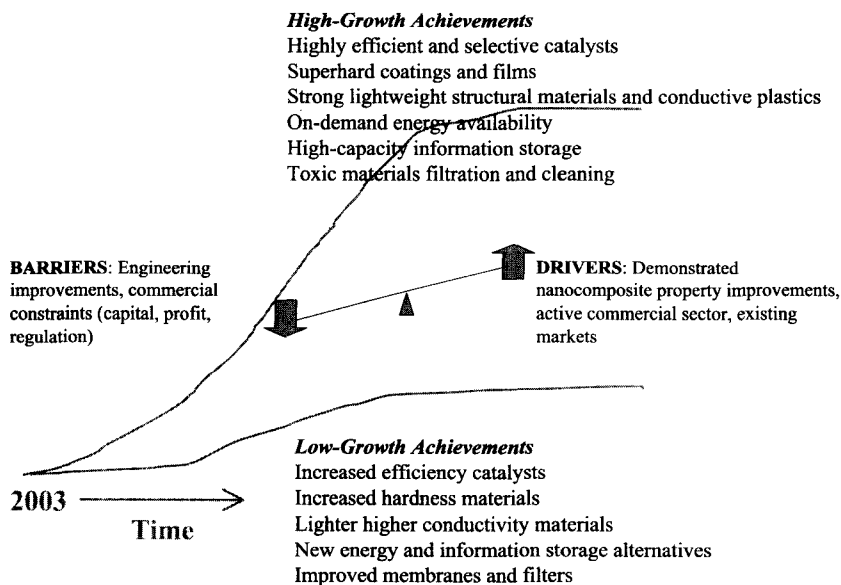 High-Growth Achievements
Highly efficient and selective catalysts
Superhard coatings and films
Strong lightweight structural materials and conductive plastics
On-demand energy availability
High-capacity information storage
Toxic materials filtration and cleaning
BARRIERS: Engineering
improvements, commercial
constraints (capital, profit,
regulation)
DRIVERS: Demonstrated
nanocomposite property improvements,
active commercial sector, existing
markets
Low-Growth Achievements
Increased efficiency catalysts
Increased hardness materials
Lighter higher conductivity materials
New energy and information storage alternatives
Improved membranes and filters
2003
Time